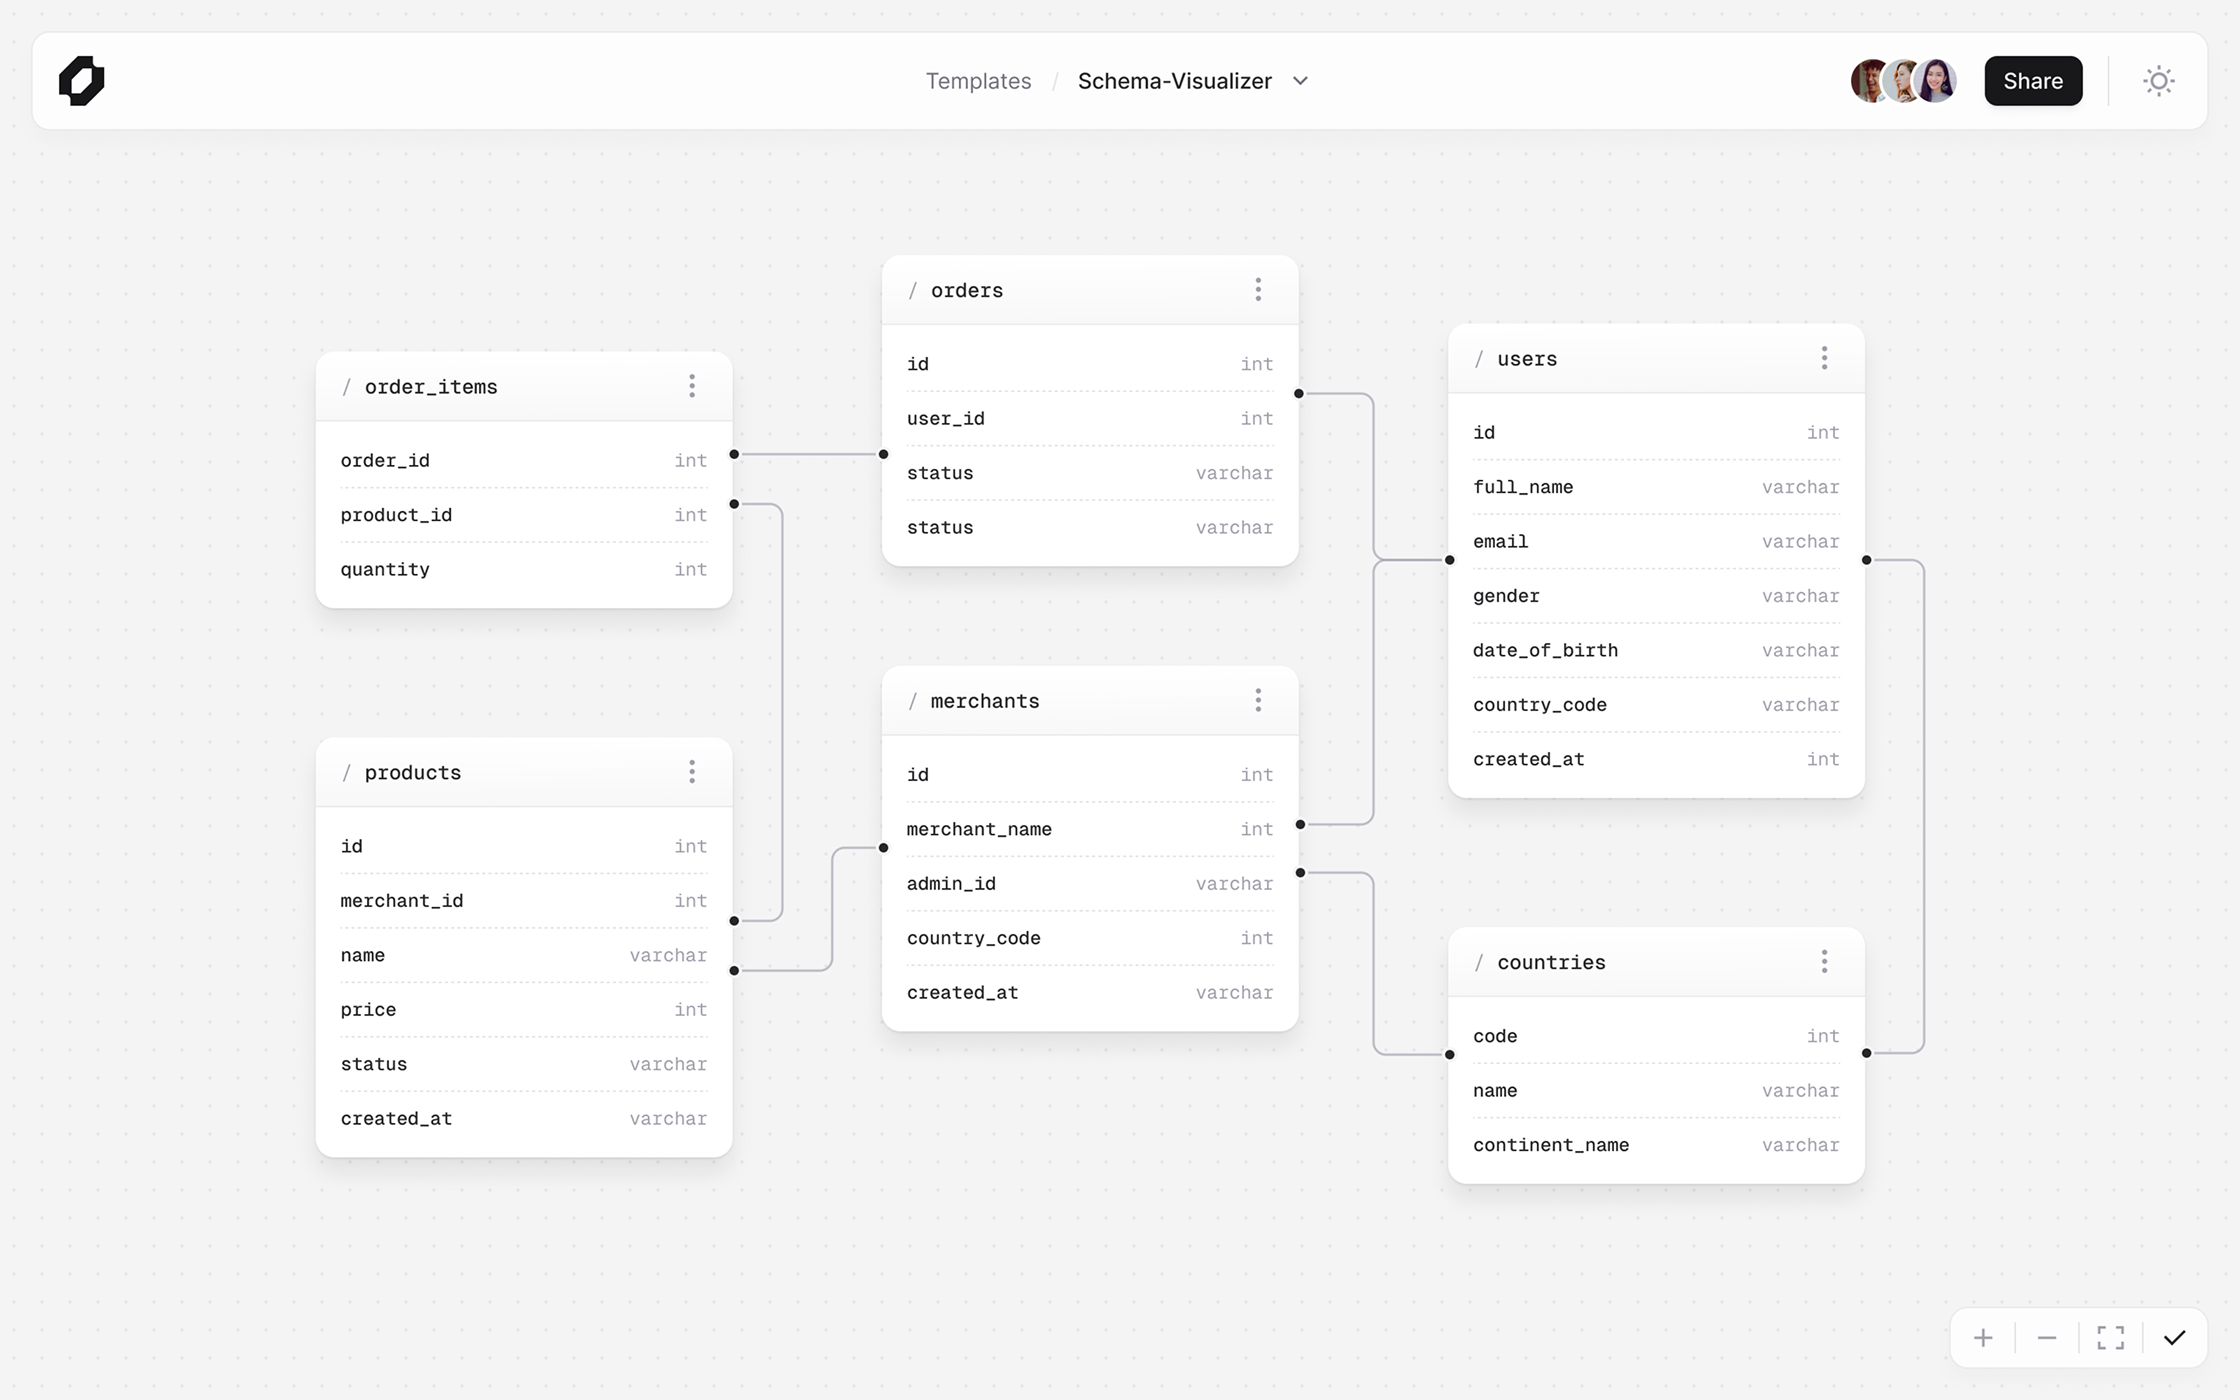 Templates / Schema-Visualizer
Share
/ order_items
order_id int
product_id int
quantity int
/ products
id int
merchant_id int
name varchar
price int
status varchar
created_at varchar
/ orders
id int
user_id int
status varchar
status varchar
/ merchants
id int
merchant_name int
admin_id varchar
country_code int
created_at varchar
/ users
id int
full_name varchar
email varchar
gender varchar
date_of_birth varchar
country_code varchar
created_at int
/ countries
code int
name varchar
continent_name varchar